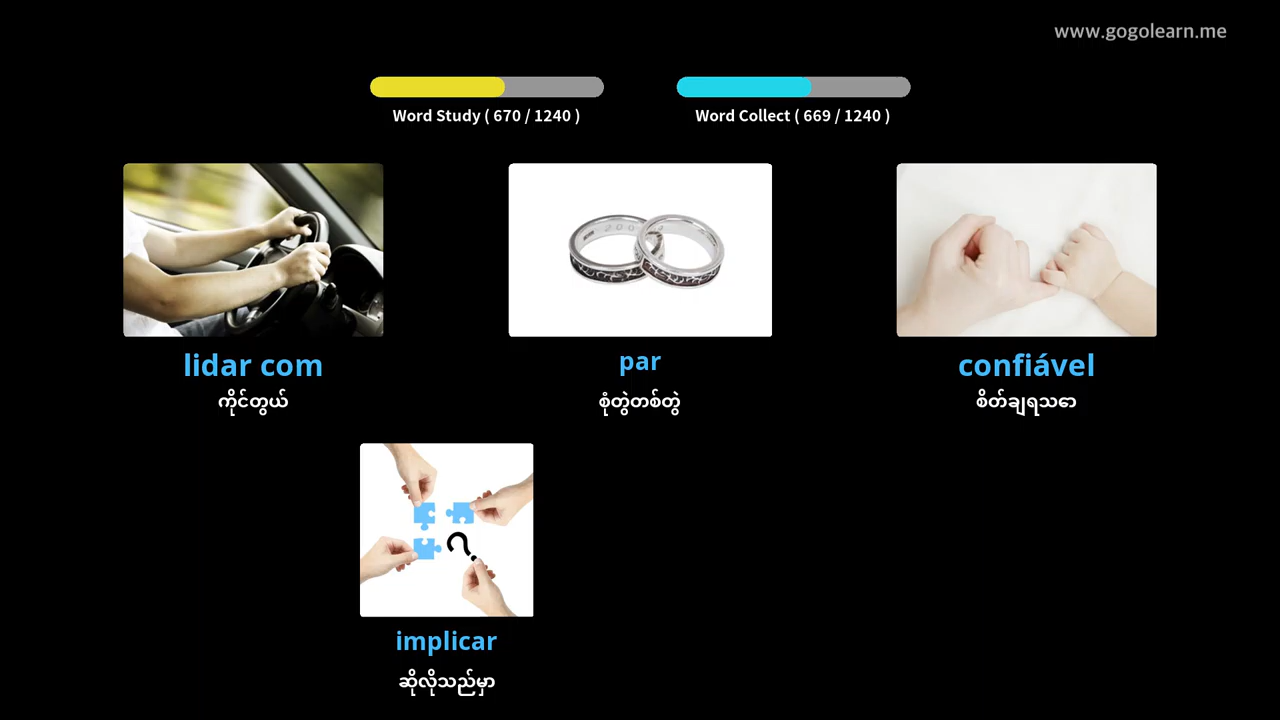 www.gogolearn.me
Word Study ( 670 / 1240 )
Word Collect ( 669 / 1240 )
lidar com
ကိုင်တွယ်
par
စုံတွဲတစ်တွဲ
confiável
စိတ်ချရသော
implicar
ဆိုလိုသည်မှာ